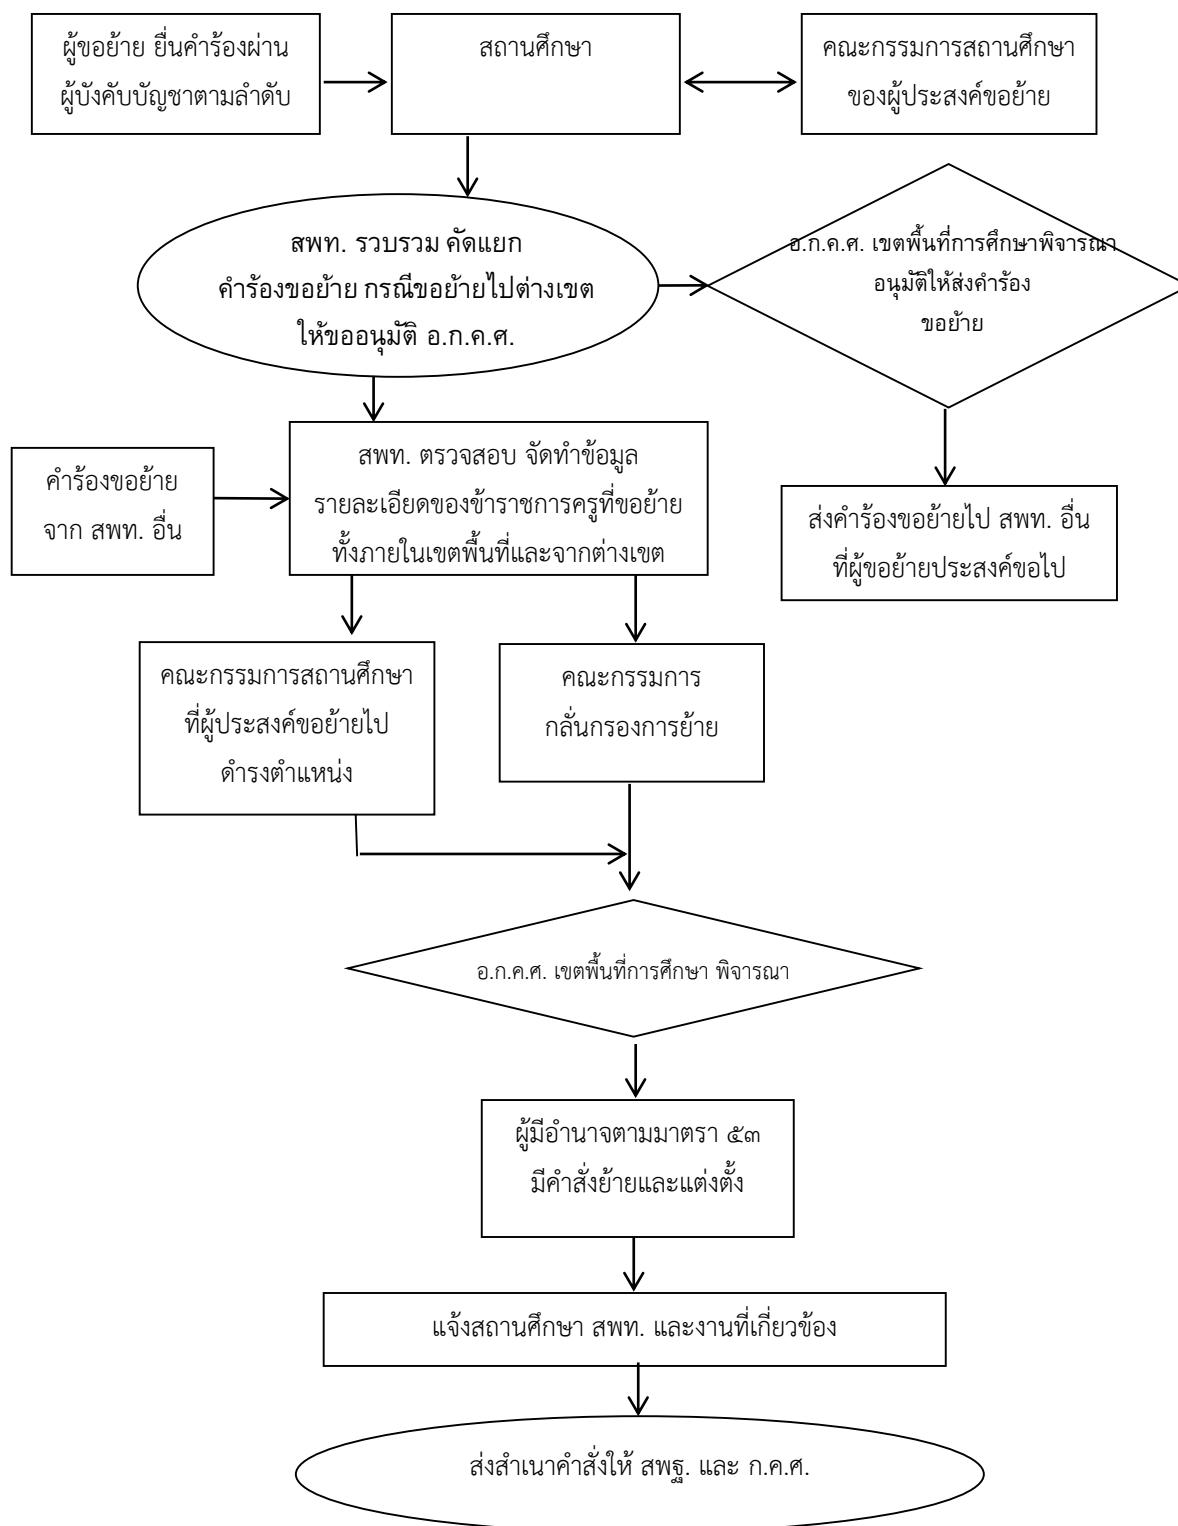 ผู้ขอย้าย ยื่นคำร้องผ่าน
ผู้บังคับบัญชาตามลำดับ
สถานศึกษา
คณะกรรมการสถานศึกษา
ของผู้ประสงค์ขอย้าย
สพท. รวบรวม คัดแยก
คำร้องขอย้าย กรณีขอย้ายไปต่างเขต
ให้ขออนุมัติ อ.ก.ค.ศ.
อ.ก.ค.ศ. เขตพื้นที่การศึกษาพิจารณา
อนุมัติให้ส่งคำร้อง
ขอย้าย
คำร้องขอย้าย
จาก สพท. อื่น
สพท. ตรวจสอบ จัดทำข้อมูล
รายละเอียดของข้าราชการครูที่ขอย้าย
ทั้งภายในเขตพื้นที่และจากต่างเขต
ส่งคำร้องขอย้ายไป สพท. อื่น
ที่ผู้ขอย้ายประสงค์ขอไป
คณะกรรมการสถานศึกษา
ที่ผู้ประสงค์ขอย้ายไป
ดำรงตำแหน่ง
คณะกรรมการ
กลั่นกรองการย้าย
อ.ก.ค.ศ. เขตพื้นที่การศึกษา พิจารณา
ผู้มีอำนาจตามมาตรา ๕๓
มีคำสั่งย้ายและแต่งตั้ง
แจ้งสถานศึกษา สพท. และงานที่เกี่ยวข้อง
ส่งสำเนาคำสั่งให้ สพฐ. และ ก.ค.ศ.